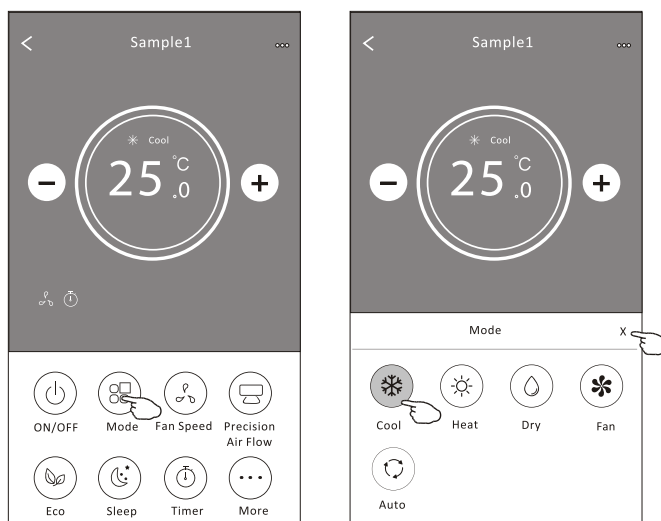 Sample1
Cool
25.0°C
ON/OFF Mode Fan Speed Precision
Air Flow
Eco Sleep Timer More
Sample1
Cool
25.0°C
Mode X
Cool Heat Dry Fan
Auto